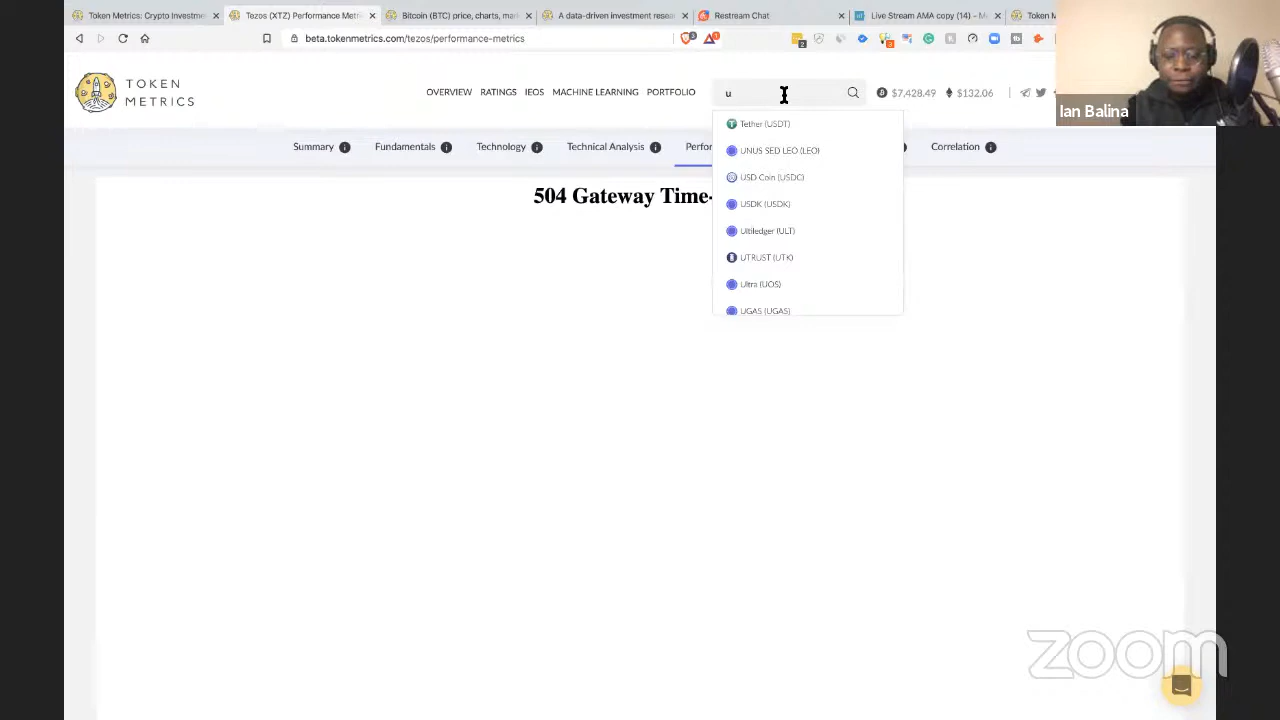 Token Metrics: Crypto Investme
Tezos (XTZ) Performance Metri
Bitcoin (BTC) price, charts, mark
A data-driven investment resea
Restream Chat
Live Stream AMA copy (14) - M
Token M
beta.tokenmetrics.com/tezos/performance-metrics
TOKEN
METRICS
OVERVIEW RATINGS IEOS MACHINE LEARNING PORTFOLIO
u
$7,428.49 $132.06
Ian Balina
Summary Fundamentals Technology Technical Analysis Perfor Correlation
Tether (USDT)
UNUS SED LEO (LEO)
USD Coin (USDC)
USDK (USDK)
Ultiledger (ULT)
UTRUST (UTK)
Ultra (UOS)
UGAS (UGAS)
504 Gateway Time-
zoom